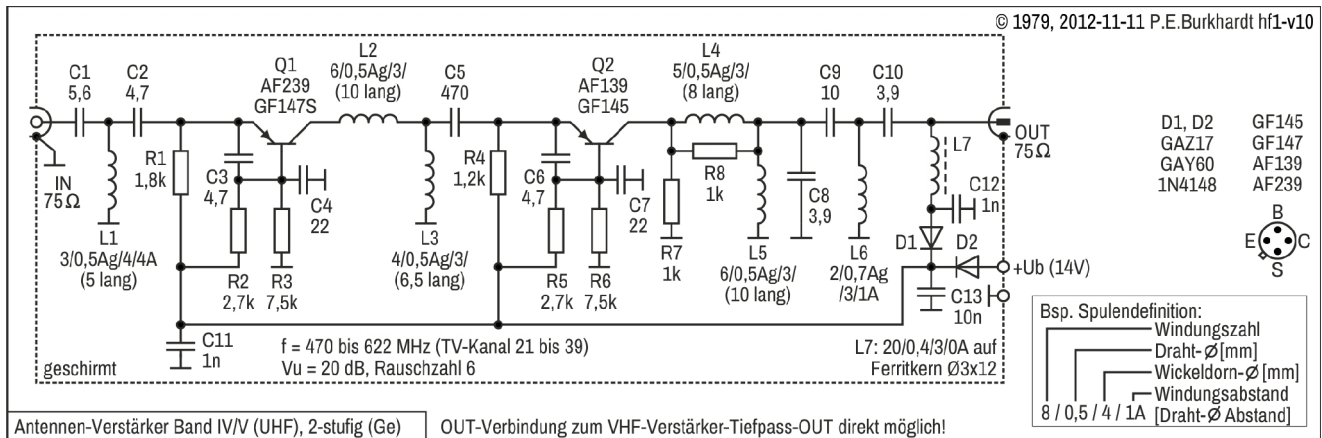 © 1979, 2012-11-11 P.E.Burkhardt hf1-v10
C1
5,6
C2
4,7
Q1
AF239
GF147S
L2
6/0,5Ag/3/
(10 lang)
C5
470
Q2
AF139
GF145
L4
5/0,5Ag/3/
(8 lang)
C9
10
C10
3,9
IN
75Ω
OUT
75Ω
L1
3/0,5Ag/4/4A
(5 lang)
R1
1,8k
C3
4,7
C4
22
R2
2,7k
R3
7,5k
L3
4/0,5Ag/3/
(6,5 lang)
R4
1,2k
C6
4,7
C7
22
R5
2,7k
R6
7,5k
R7
1k
R8
1k
L5
6/0,5Ag/3/
(10 lang)
C8
3,9
L6
2/0,7Ag
/3/1A
L7
C12
1n
D1
D2
+Ub (14V)
C13
10n
C11
1n
D1, D2 GF145
GAZ17 GF147
GAY60 AF139
1N4148 AF239
B
E C
S
geschirmt
f = 470 bis 622 MHz (TV-Kanal 21 bis 39)
Vu = 20 dB, Rauschzahl 6
L7: 20/0,4/3/0A auf
Ferritkern Ø3x12
Bsp. Spulendefinition:
Windungszahl
Draht-Ø [mm]
Wickeldorn-Ø [mm]
Windungsabstand
8 / 0,5 / 4 / 1A [Draht-Ø Abstand]
Antennen-Verstärker Band IV/V (UHF), 2-stufig (Ge)
OUT-Verbindung zum VHF-Verstärker-Tiefpass-OUT direkt möglich!